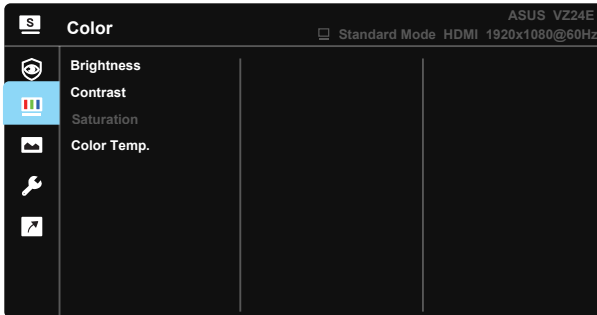 S
ASUS VZ24E
Color
Standard Mode HDMI 1920x1080@60Hz
Brightness
Contrast
Saturation
Color Temp.